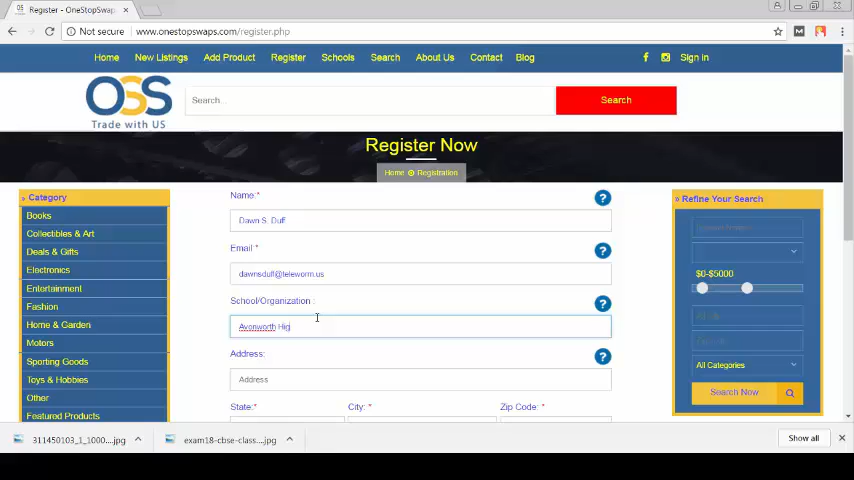 Register - OneStopSwap
Not secure
www.onestopswaps.com/register.php
Home
New Listings
Add Product
Register
Schools
Search
About Us
Contact
Blog
Sign in
OSS
Trade with US
Search...
Search
Register Now
Home
Registration
» Category
Books
Collectibles & Art
Deals & Gifts
Electronics
Entertainment
Fashion
Home & Garden
Motors
Sporting Goods
Toys & Hobbies
Other
Featured Products
Name:*
Dawn S. Duff
Email:*
dawnsduff@teleworm.us
School/Organization :
Avonworth Hig
Address:
Address
State:*
City: *
Zip Code: *
» Refine Your Search
$0-$5000
All Categories
Search Now
311450103_1_1000....jpg
exam18-cbse-class....jpg
Show all